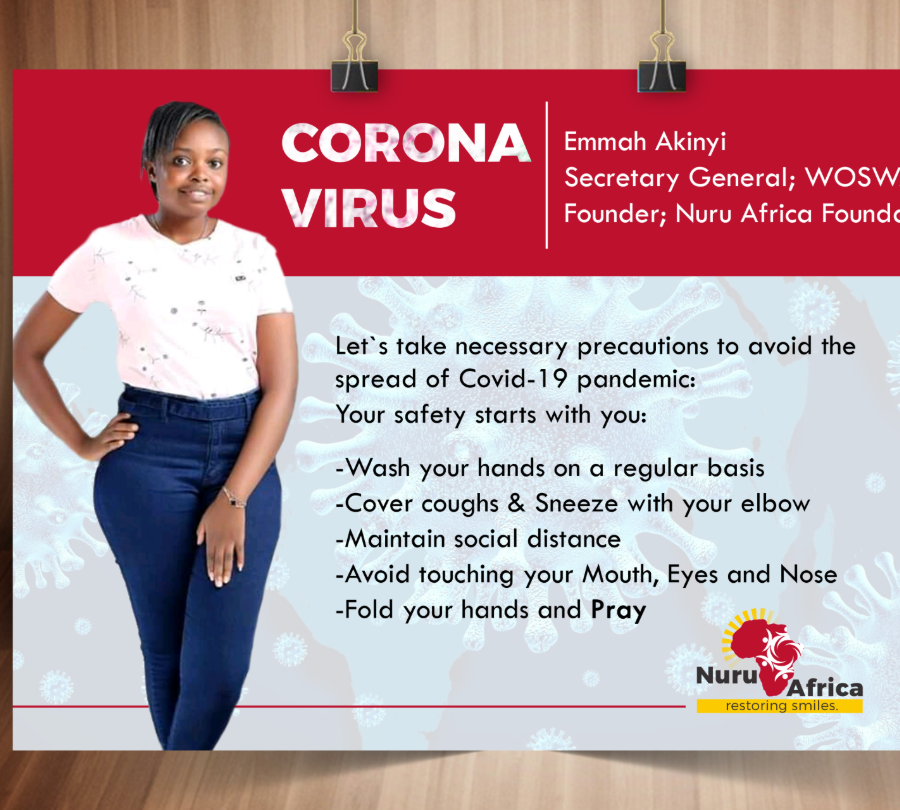 CORONA
VIRUS
Emmah Akinyi
Secretary General; WOSW
Founder; Nuru Africa
Let`s take necessary precautions to avoid the
spread of Covid-19 pandemic:
Your safety starts with you:
-Wash your hands on a regular basis
-Cover coughs & Sneeze with your elbow
-Maintain social distance
-Avoid touching your Mouth, Eyes and Nose
-Fold your hands and Pray
Nuru Africa
restoring smiles.